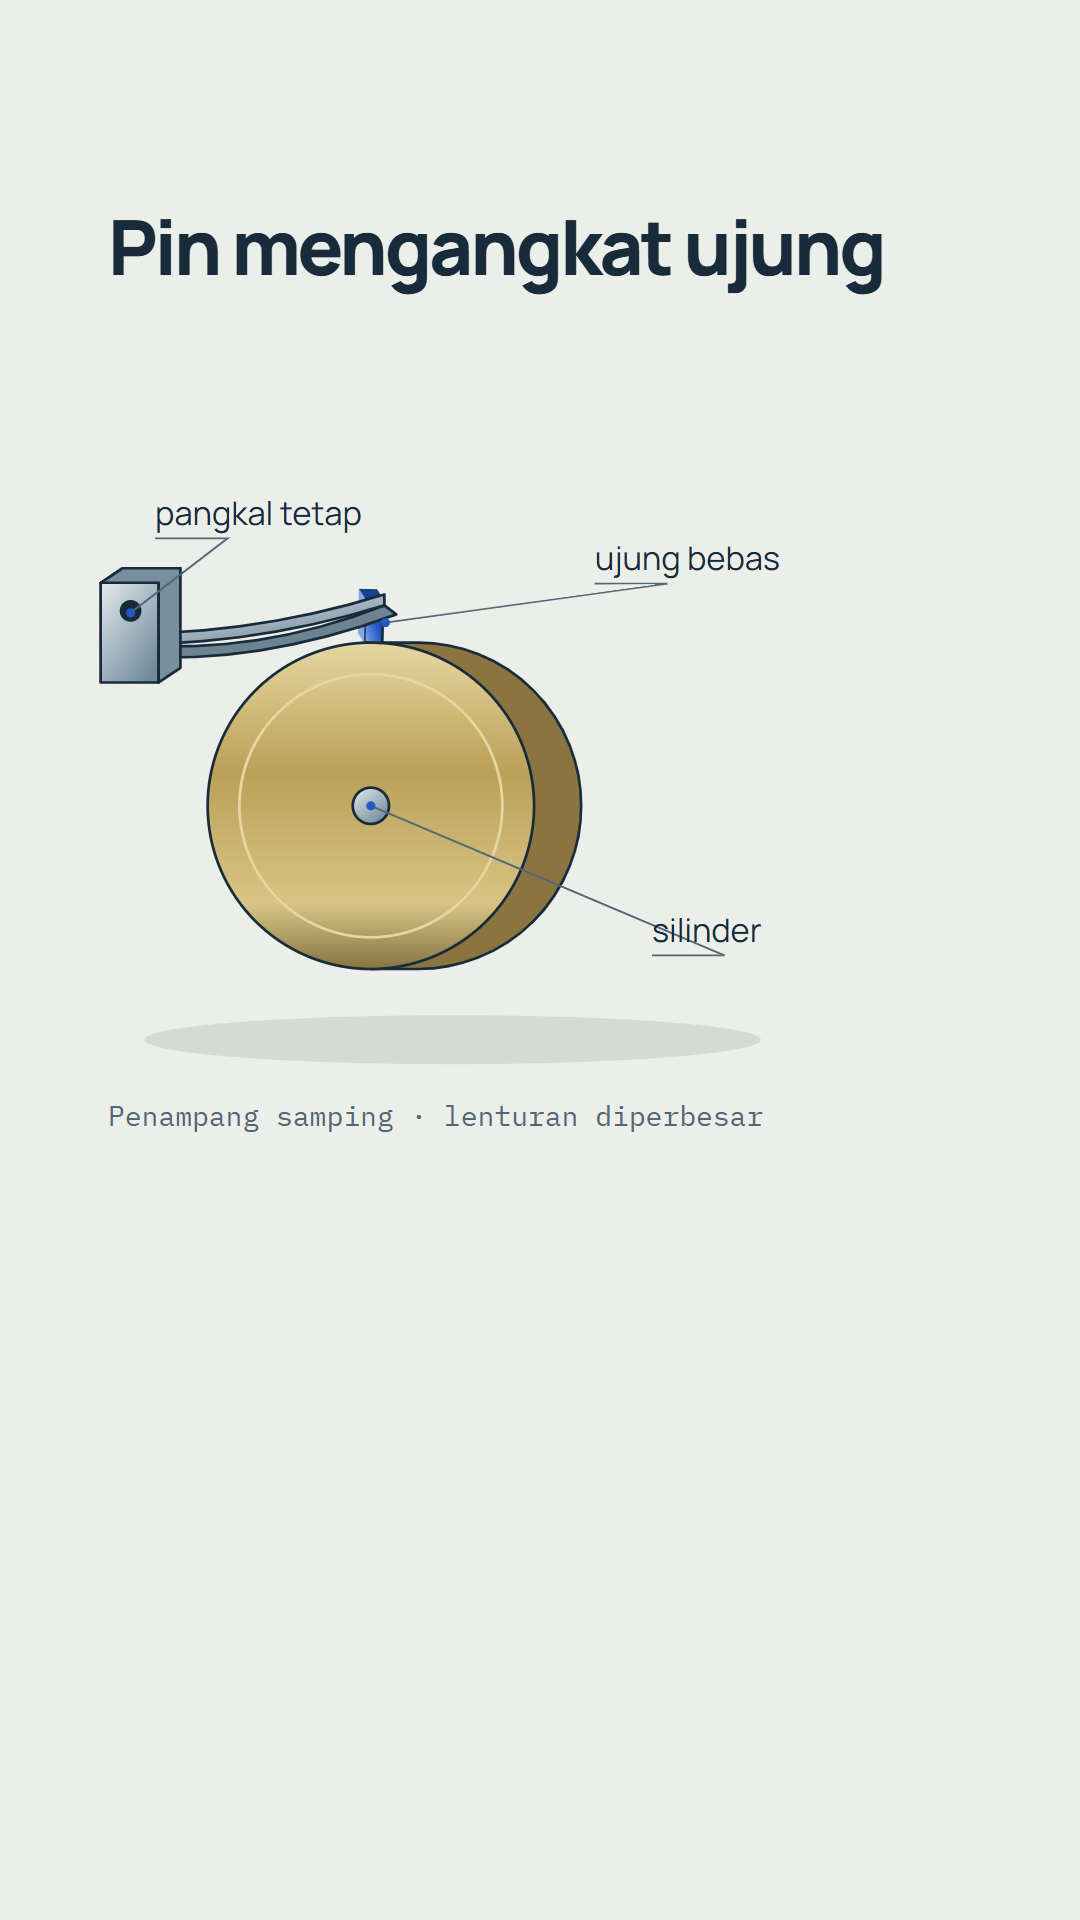 Pin mengangkat ujung
pangkal tetap
ujung bebas
silinder
Penampang samping · lenturan diperbesar